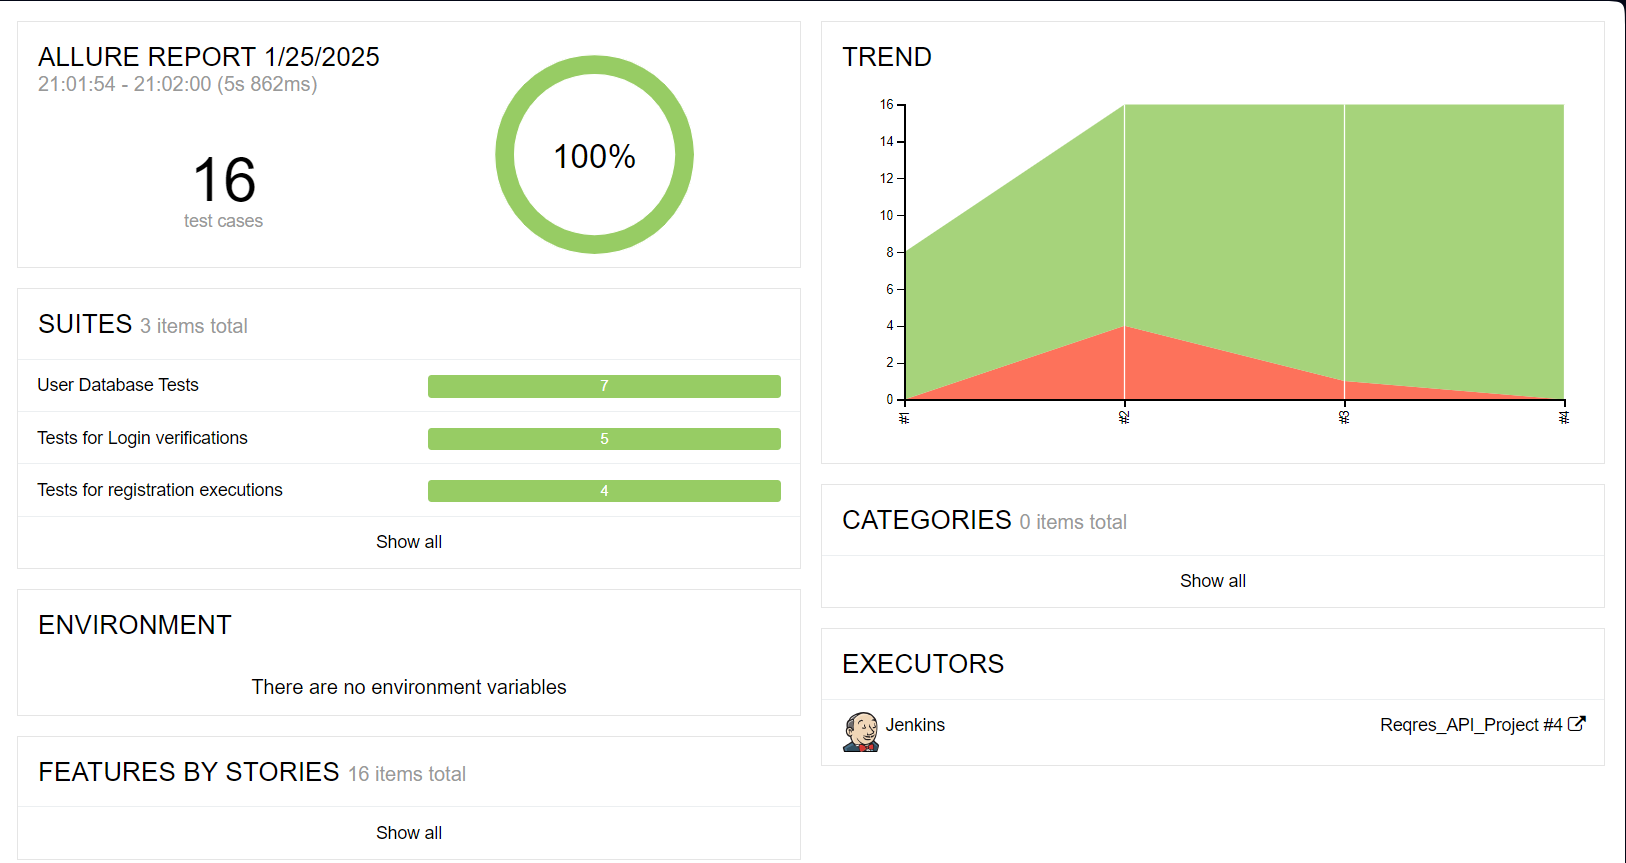 ALLURE REPORT 1/25/2025
21:01:54 - 21:02:00 (5s 862ms)
16
test cases
100%
SUITES 3 items total
User Database Tests 7
Tests for Login verifications 5
Tests for registration executions 4
Show all
ENVIRONMENT
There are no environment variables
FEATURES BY STORIES 16 items total
Show all
TREND
16
14
12
10
8
6
4
2
0
#1 #2 #3 #4
CATEGORIES 0 items total
Show all
EXECUTORS
Jenkins Reqres_API_Project #4